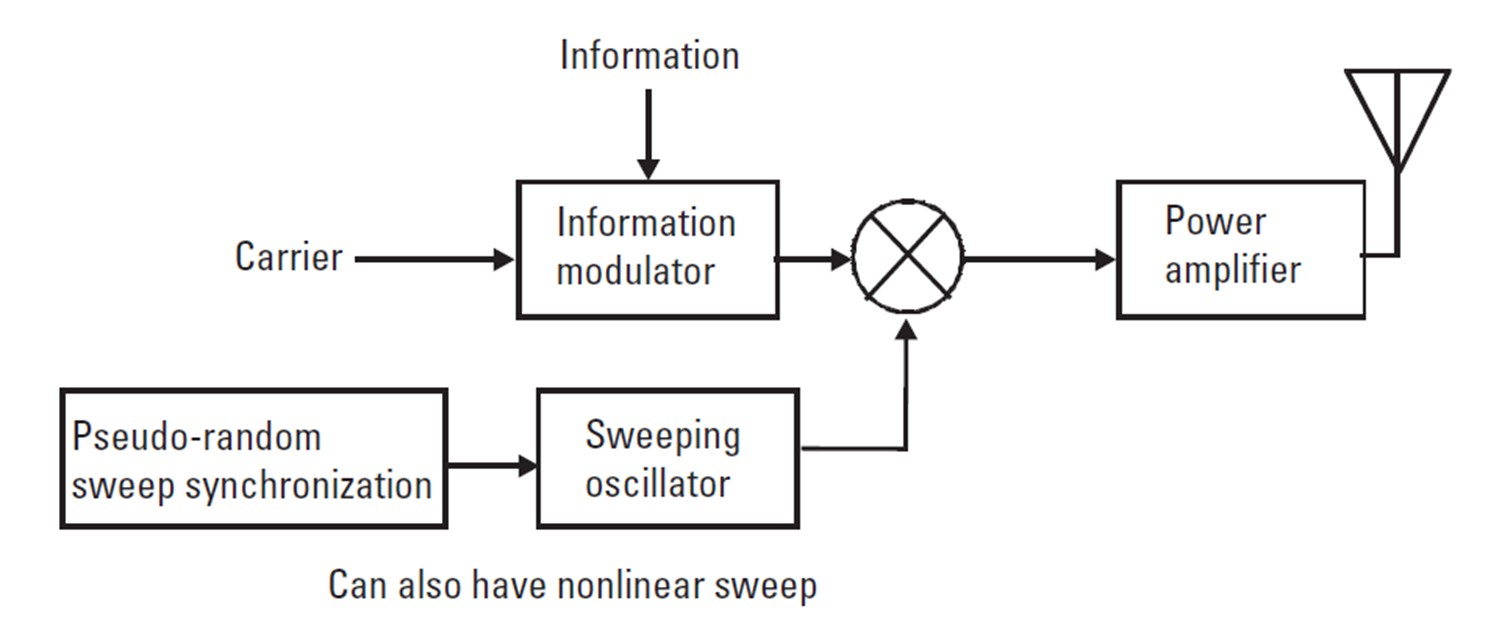 Information
Information
modulator
Carrier
Power
amplifier
Pseudo-random
sweep synchronization
Sweeping
oscillator
Can also have nonlinear sweep